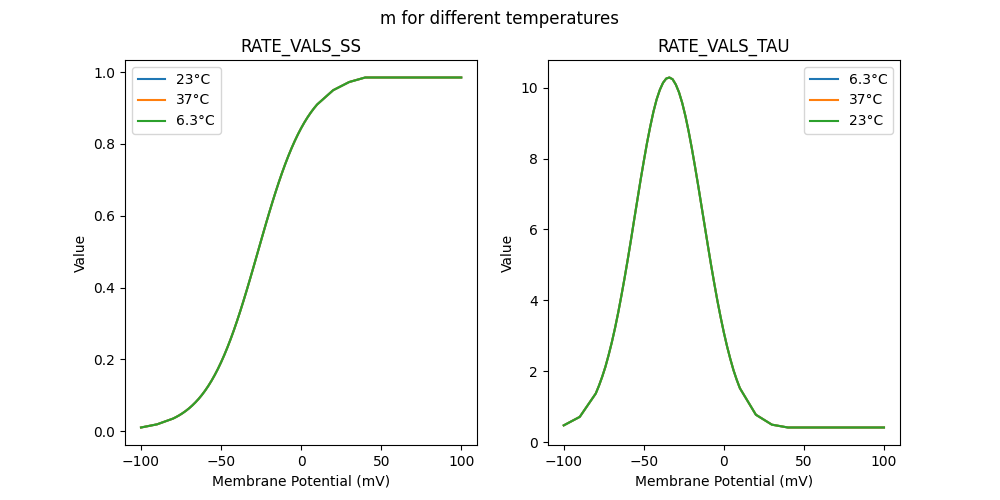 m for different temperatures
RATE_VALS_SS
1.0
0.8
0.6
0.4
0.2
0.0
Value
23°C
37°C
6.3°C
−100
−50
0
50
100
Membrane Potential (mV)
RATE_VALS_TAU
10
8
6
4
2
0
Value
6.3°C
37°C
23°C
−100
−50
0
50
100
Membrane Potential (mV)